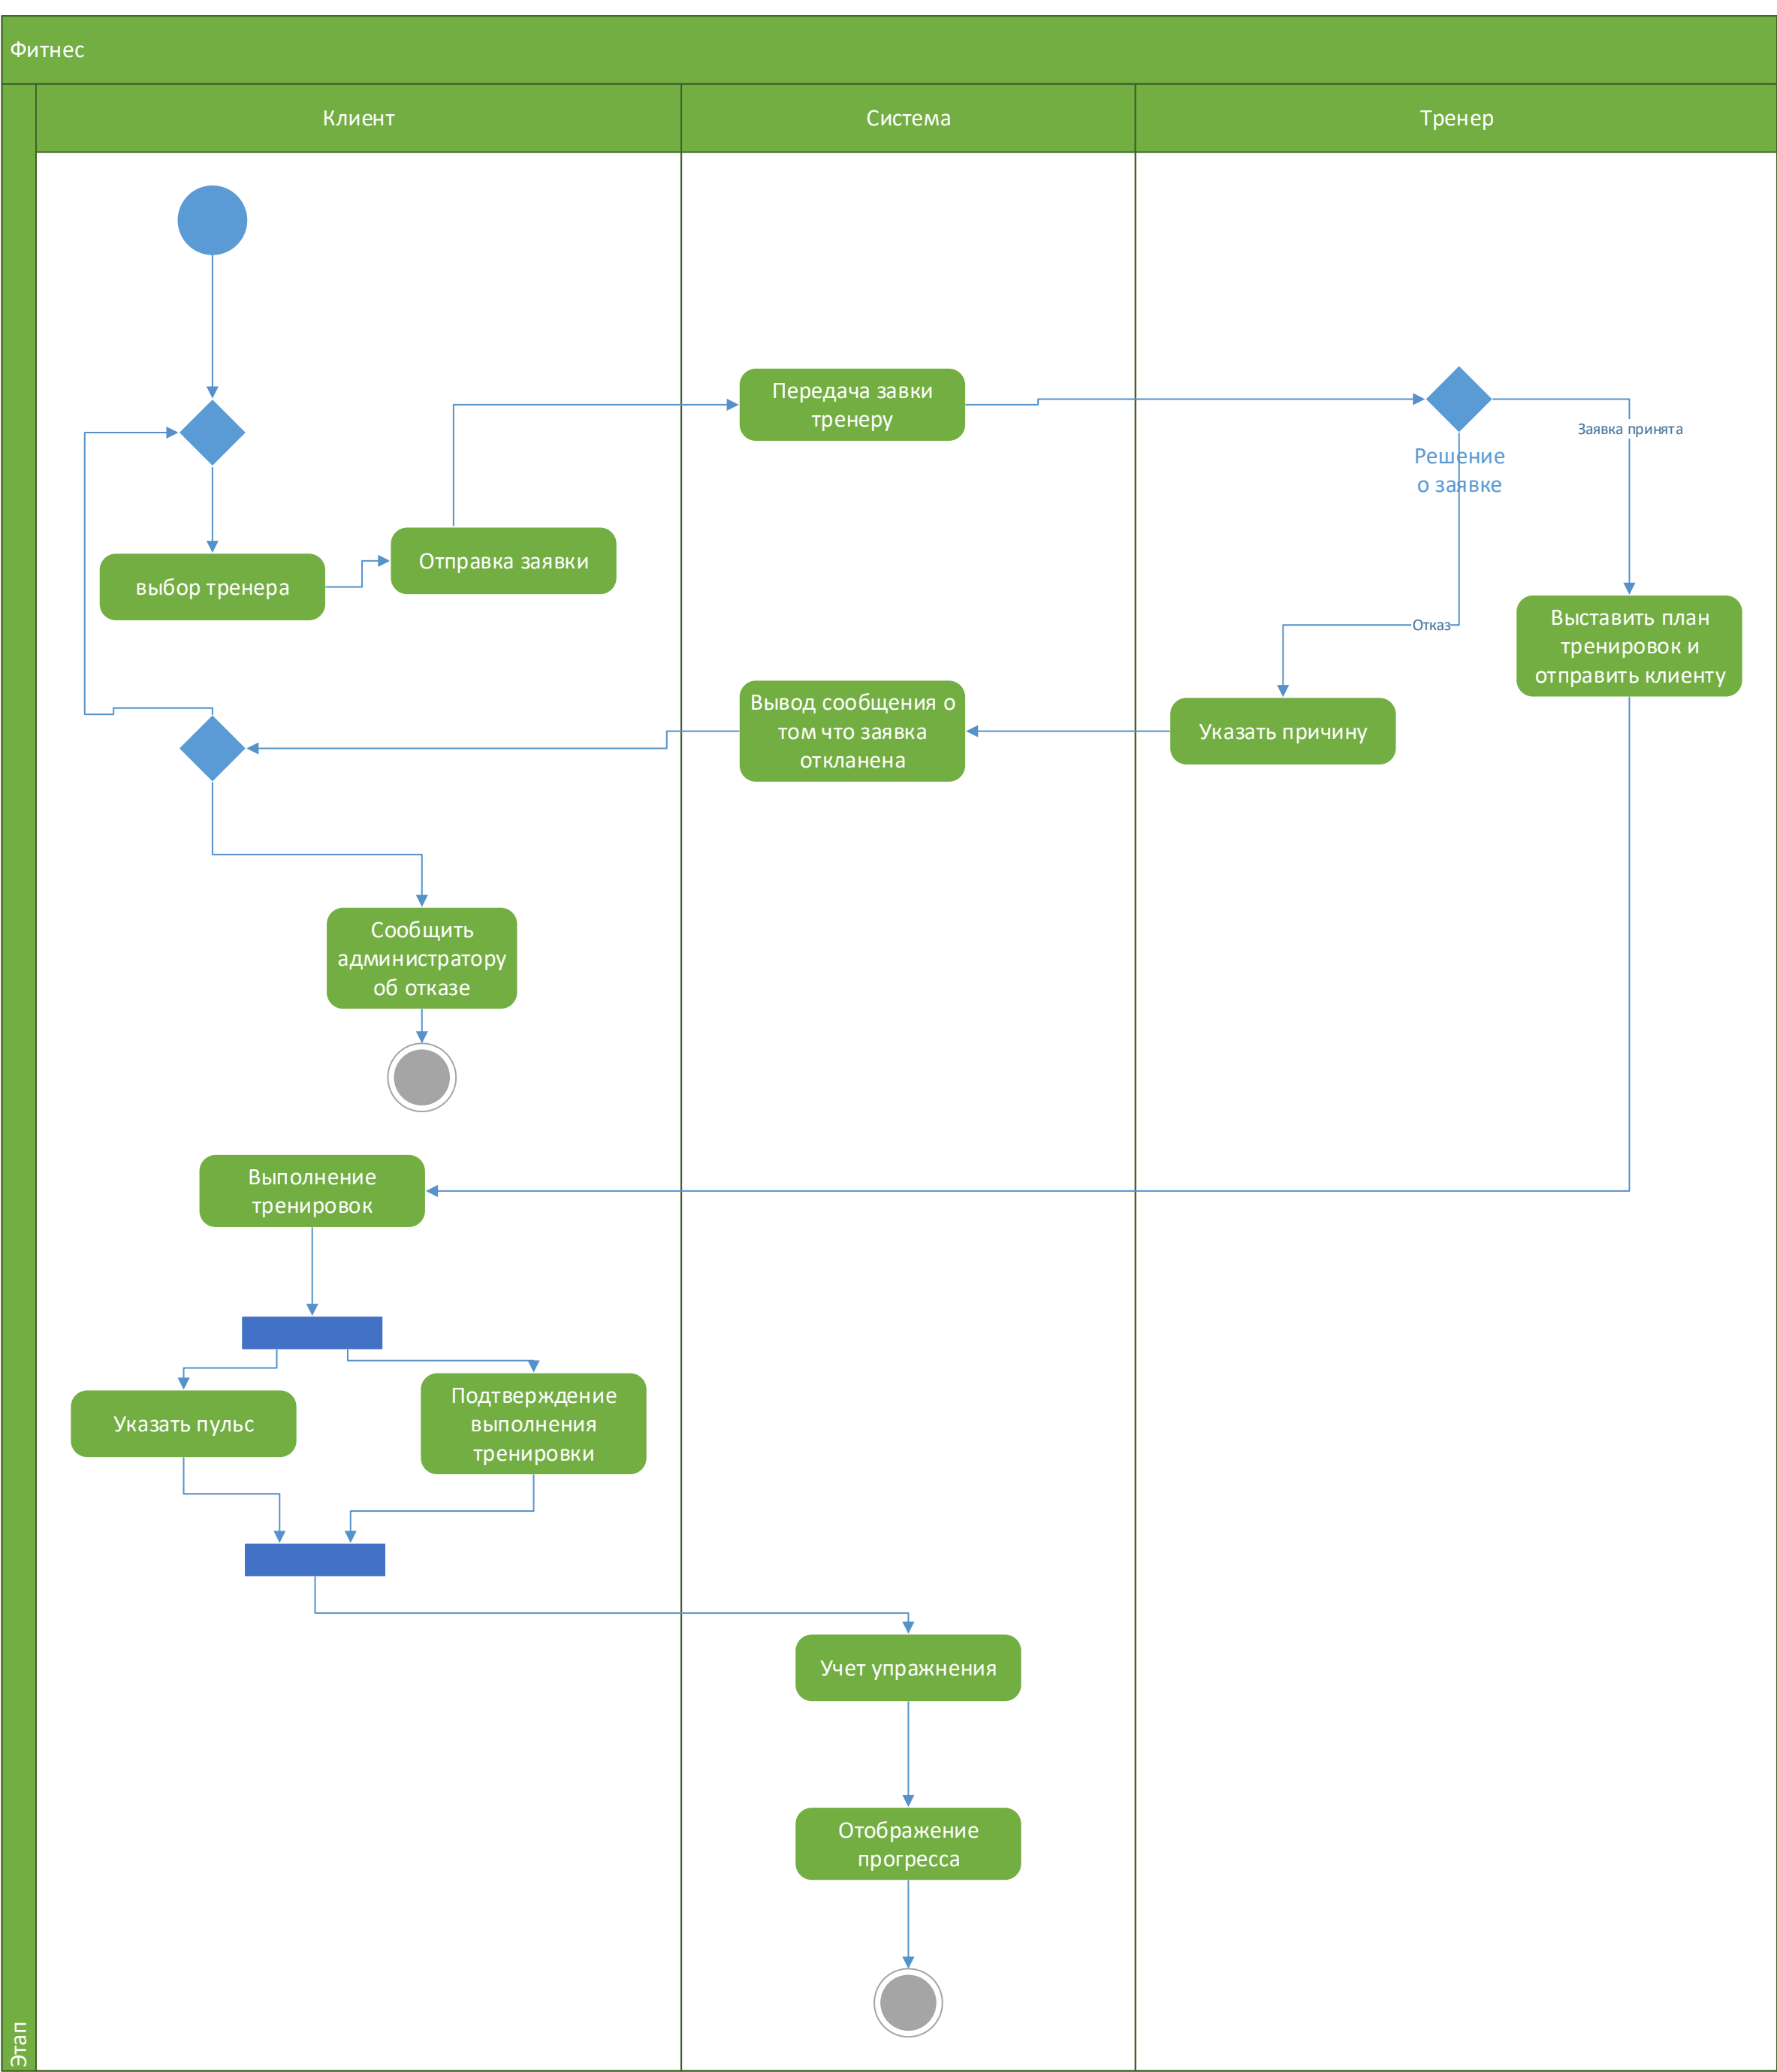 Фитнес
Клиент
Система
Тренер
Передача завки
тренеру
Заявка принята
Решение
о заявке
Отправка заявки
выбор тренера
Выставить план
тренировок и
отправить клиенту
Отказ
Вывод сообщения о
том что заявка
откланена
Указать причину
Сообщить
администратору
об отказе
Выполнение
тренировок
Указать пульс
Подтверждение
выполнения
тренировки
Учет упражнения
Отображение
прогресса
Этап